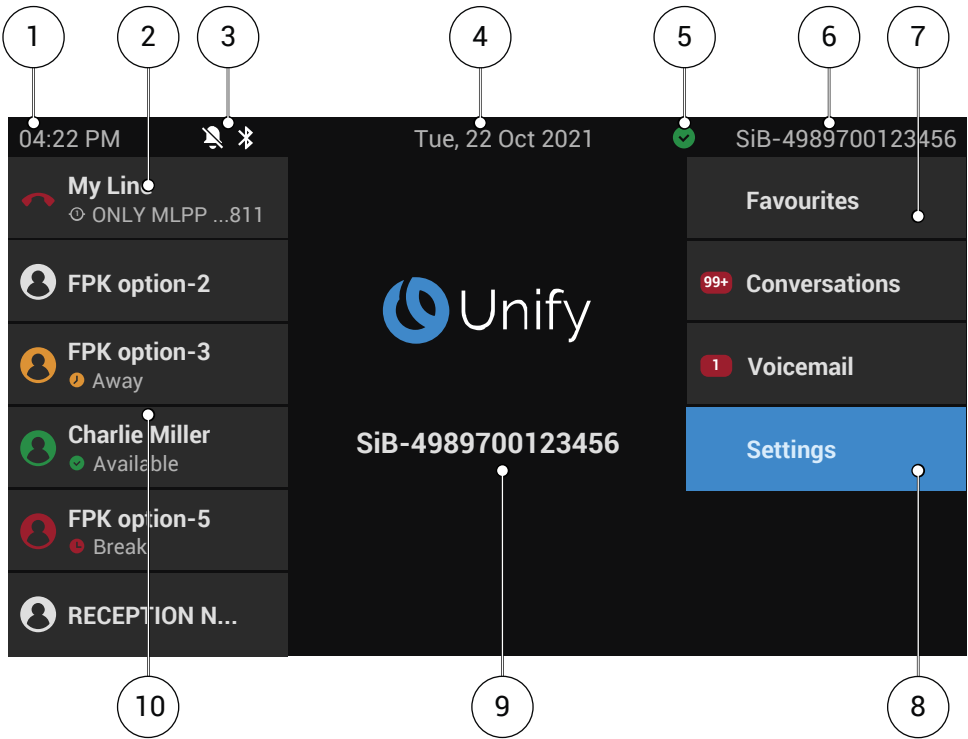 1
2
3
4
5
6
7
04:22 PM
Tue, 22 Oct 2021
SiB-4989700123456
My Line
ONLY MLPP ...811
FPK option-2
FPK option-3
Away
Charlie Miller
Available
FPK option-5
Break
RECEPTION N...
Unify
SiB-4989700123456
Favourites
99+ Conversations
1 Voicemail
Settings
10
9
8